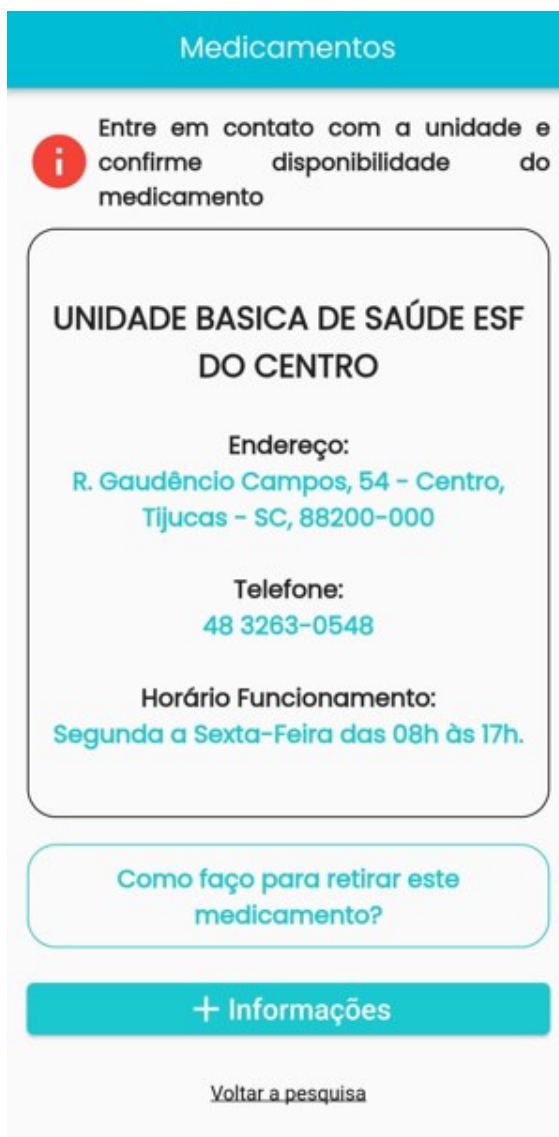 Medicamentos
Entre em contato com a unidade e
confirme disponibilidade do
medicamento
UNIDADE BASICA DE SAÚDE ESF
DO CENTRO
Endereço:
R. Gaudêncio Campos, 54 - Centro,
Tijucas - SC, 88200-000
Telefone:
48 3263-0548
Horário Funcionamento:
Segunda a Sexta-Feira das 08h às 17h.
Como faço para retirar este
medicamento?
+ Informações
Voltar a pesquisa